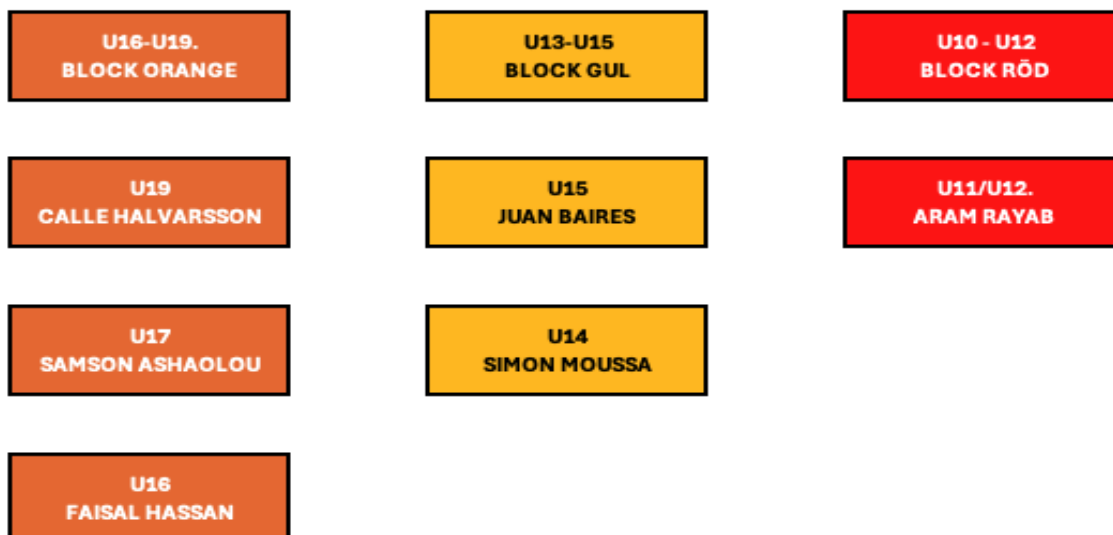 U16-U19.
BLOCK ORANGE
U13-U15
BLOCK GUL
U10 - U12
BLOCK RÖD
U19
CALLE HALVARSSON
U15
JUAN BAIRES
U11/U12.
ARAM RAYAB
U17
SAMSON ASHAOLOU
U14
SIMON MOUSSA
U16
FAISAL HASSAN